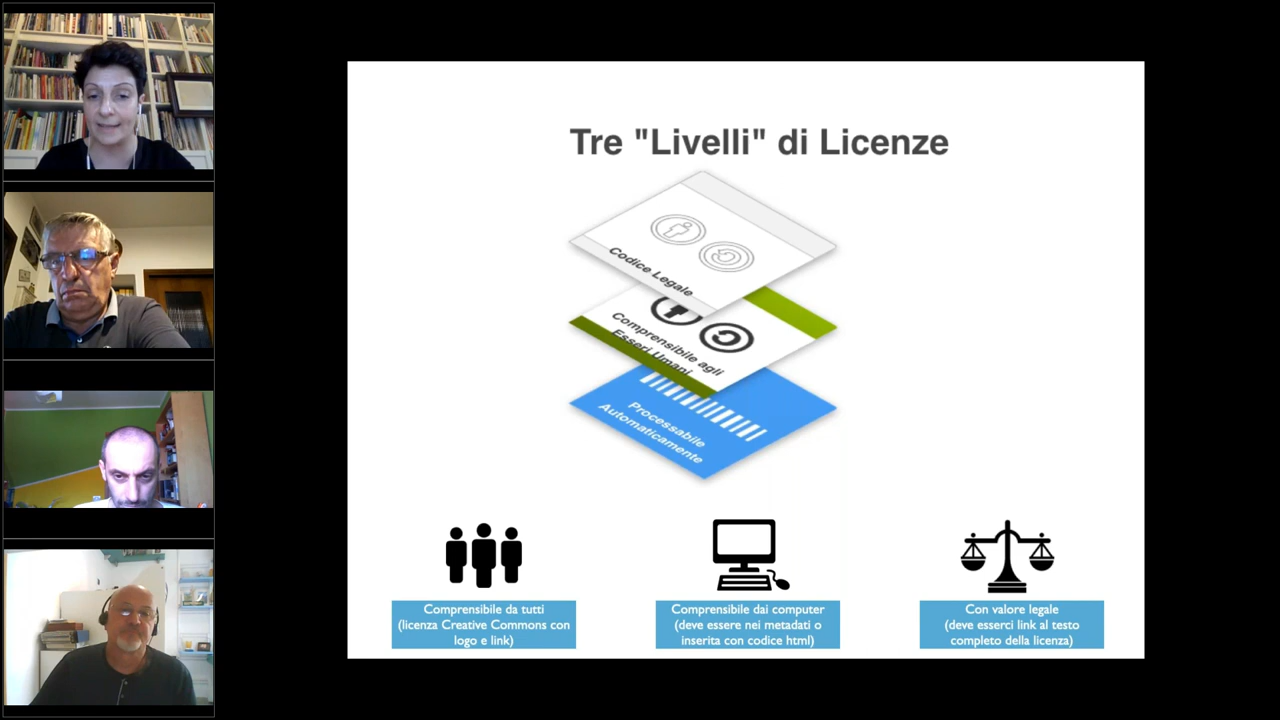 Tre "Livelli" di Licenze
Codice Legale
Comprensibile agli
Esseri Umani
Processabile
Automaticamente
Comprensibile da tutti
(licenza Creative Commons con
logo e link)
Comprensibile dai computer
(deve essere nei metadati o
inserita con codice html)
Con valore legale
(deve esserci link al testo
completo della licenza)